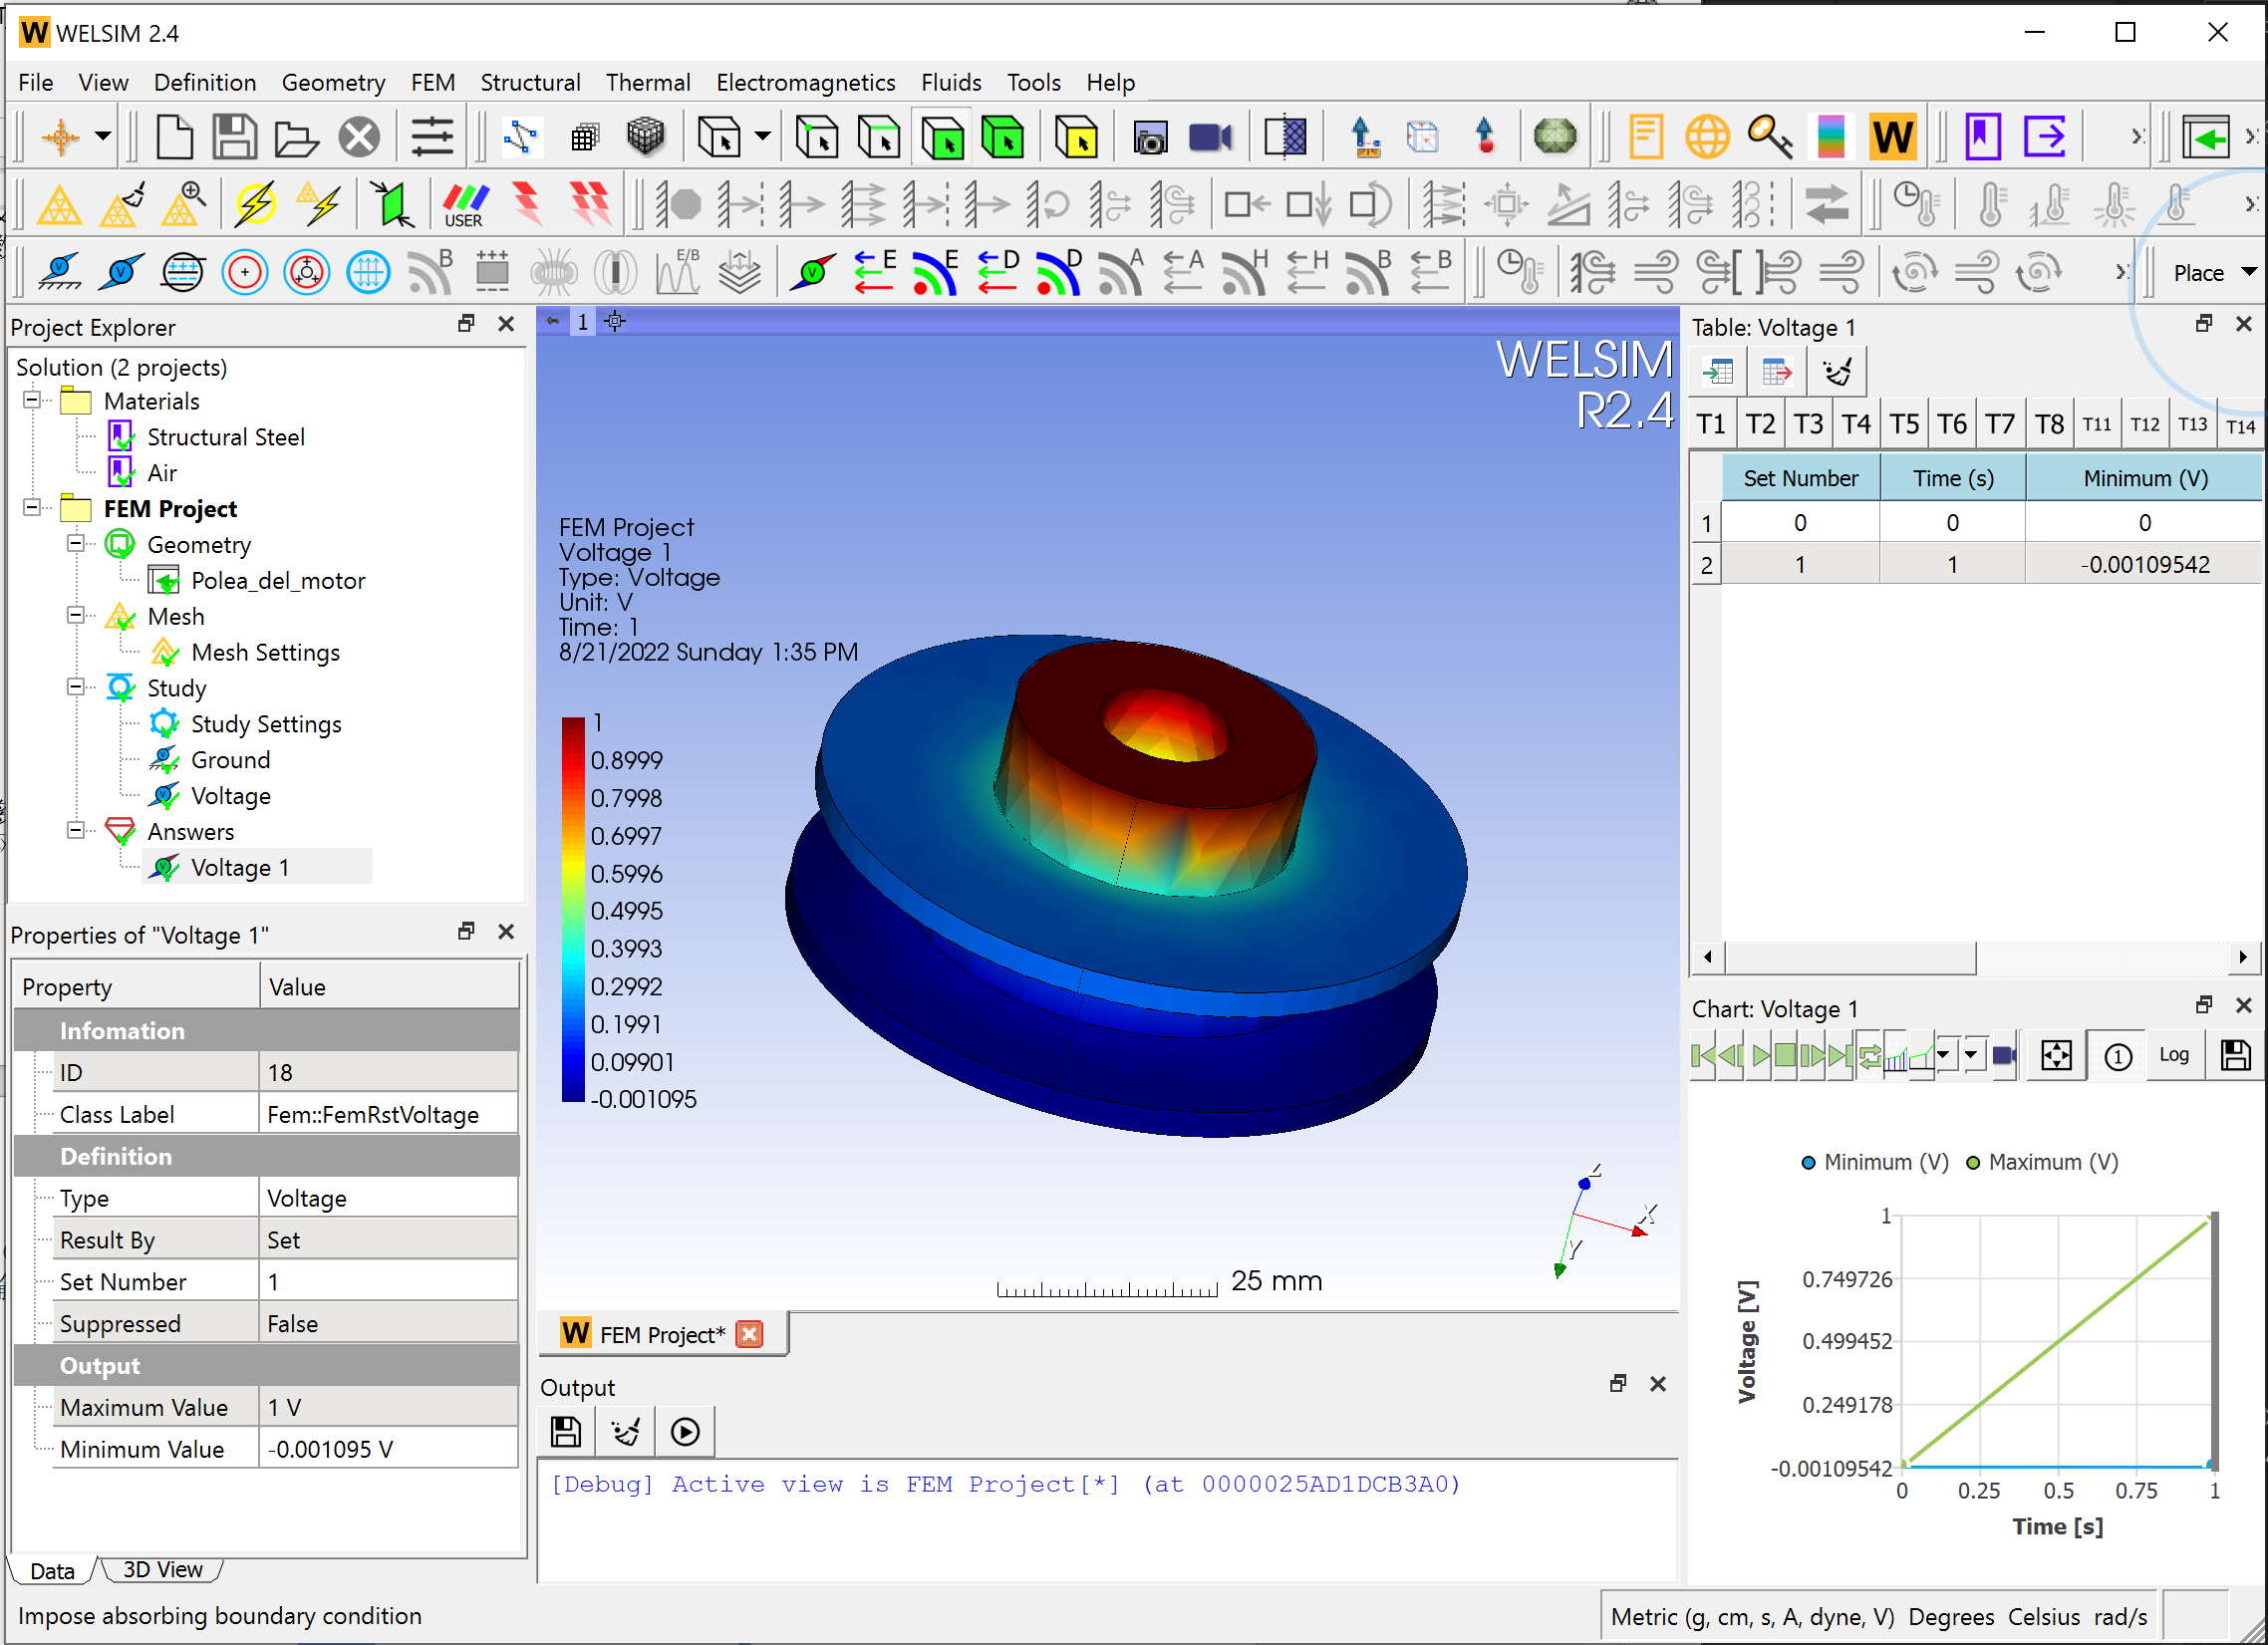 WELSIM 2.4
File View Definition Geometry FEM Structural Thermal Electromagnetics Fluids Tools Help
W
USER
B E/B E E D D A A H H B B
Place
Project Explorer
Solution (2 projects)
Materials
Structural Steel
Air
FEM Project
Geometry
Polea_del_motor
Mesh
Mesh Settings
Study
Study Settings
Ground
Voltage
Answers
Voltage 1
Properties of "Voltage 1"
Property Value
Infomation
ID 18
Class Label Fem::FemRstVoltage
Definition
Type Voltage
Result By Set
Set Number 1
Suppressed False
Output
Maximum Value 1 V
Minimum Value -0.001095 V
Data 3D View
1
WELSIM
R2.4
FEM Project
Voltage 1
Type: Voltage
Unit: V
Time: 1
8/21/2022 Sunday 1:35 PM
1
0.8999
0.7998
0.6997
0.5996
0.4995
0.3993
0.2992
0.1991
0.09901
-0.001095
Z
X
Y
25 mm
FEM Project*
Output
[Debug] Active view is FEM Project[*] (at 0000025AD1DCB3A0)
Table: Voltage 1
T1 T2 T3 T4 T5 T6 T7 T8 T11 T12 T13 T14
Set Number Time (s) Minimum (V)
1 0 0 0
2 1 1 -0.00109542
Chart: Voltage 1
1 Log
Minimum (V) Maximum (V)
Voltage [V]
1
0.749726
0.499452
0.249178
-0.00109542
0 0.25 0.5 0.75 1
Time [s]
Impose absorbing boundary condition
Metric (g, cm, s, A, dyne, V) Degrees Celsius rad/s